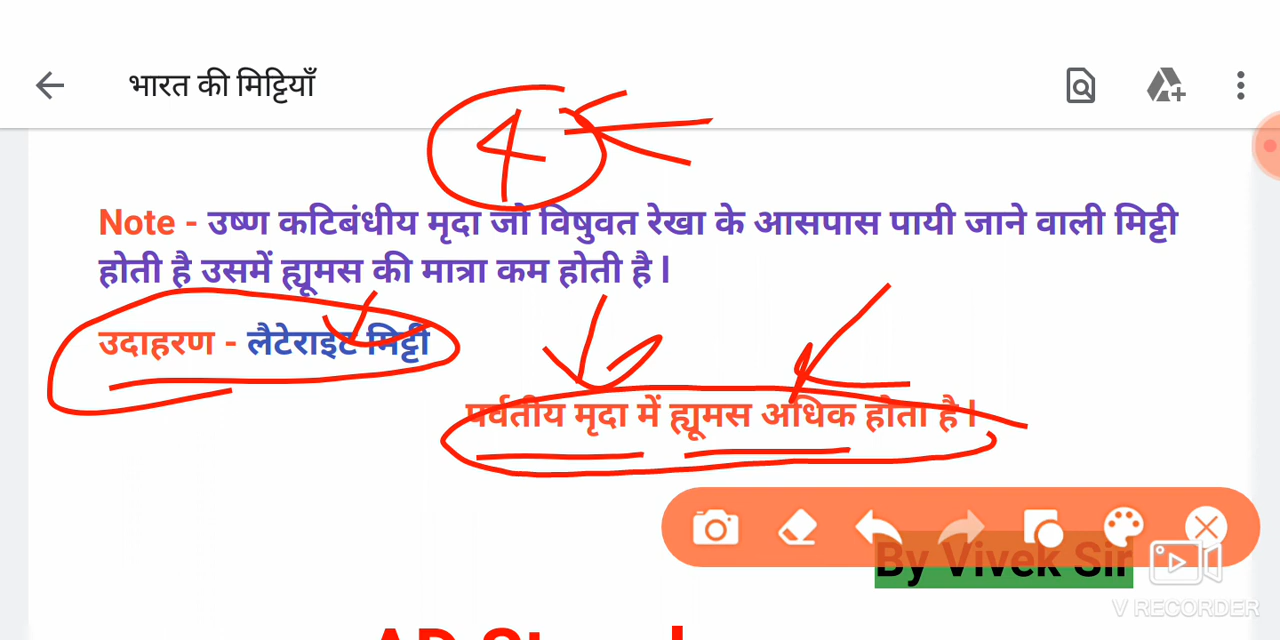 भारत की मिट्टियाँ
4
Note - उष्ण कटिबंधीय मृदा जो विषुवत रेखा के आसपास पायी जाने वाली मिट्टी
होती है उसमें ह्यूमस की मात्रा कम होती है l
उदाहरण - लैटेराइट मिट्टी
पर्वतीय मृदा में ह्यूमस अधिक होता है l
By Vivek Sir
V RECORDER